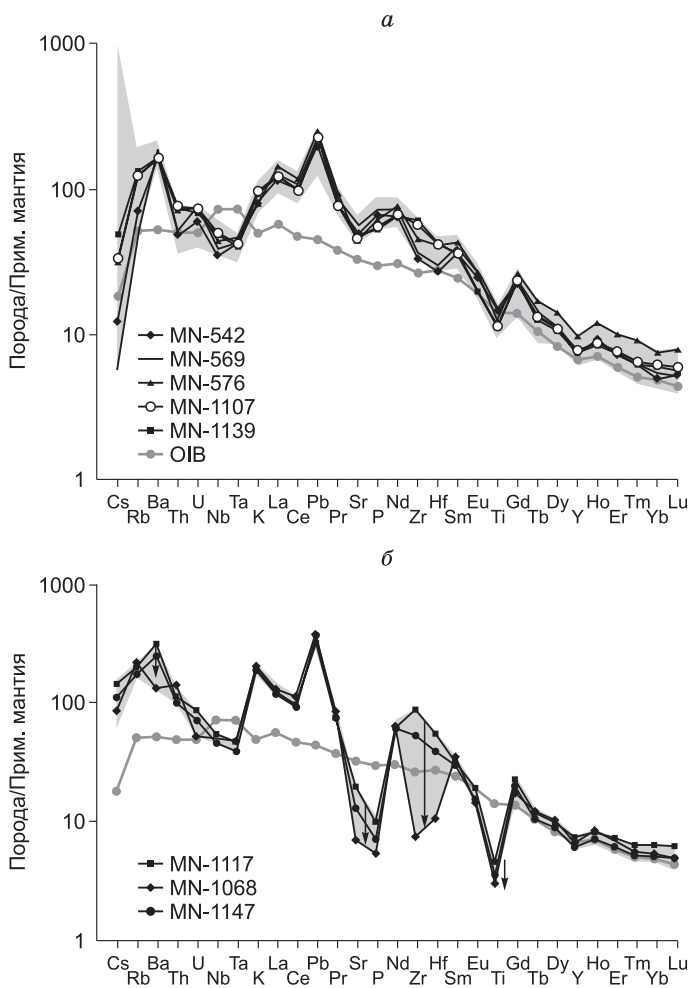 а
1000
100
10
1
Порода/Прим. мантия
MN-542
MN-569
MN-576
MN-1107
MN-1139
OIB
Cs Ba U Ta La Pb Sr Nd Hf Eu Gd Dy Ho Tm Lu
Rb Th Nb K Ce Pr P Zr Sm Ti Tb Y Er Yb
б
1000
100
10
1
Порода/Прим. мантия
MN-1117
MN-1068
MN-1147
Cs Ba U Ta La Pb Sr Nd Hf Eu Gd Dy Ho Tm Lu
Rb Th Nb K Ce Pr P Zr Sm Ti Tb Y Er Yb